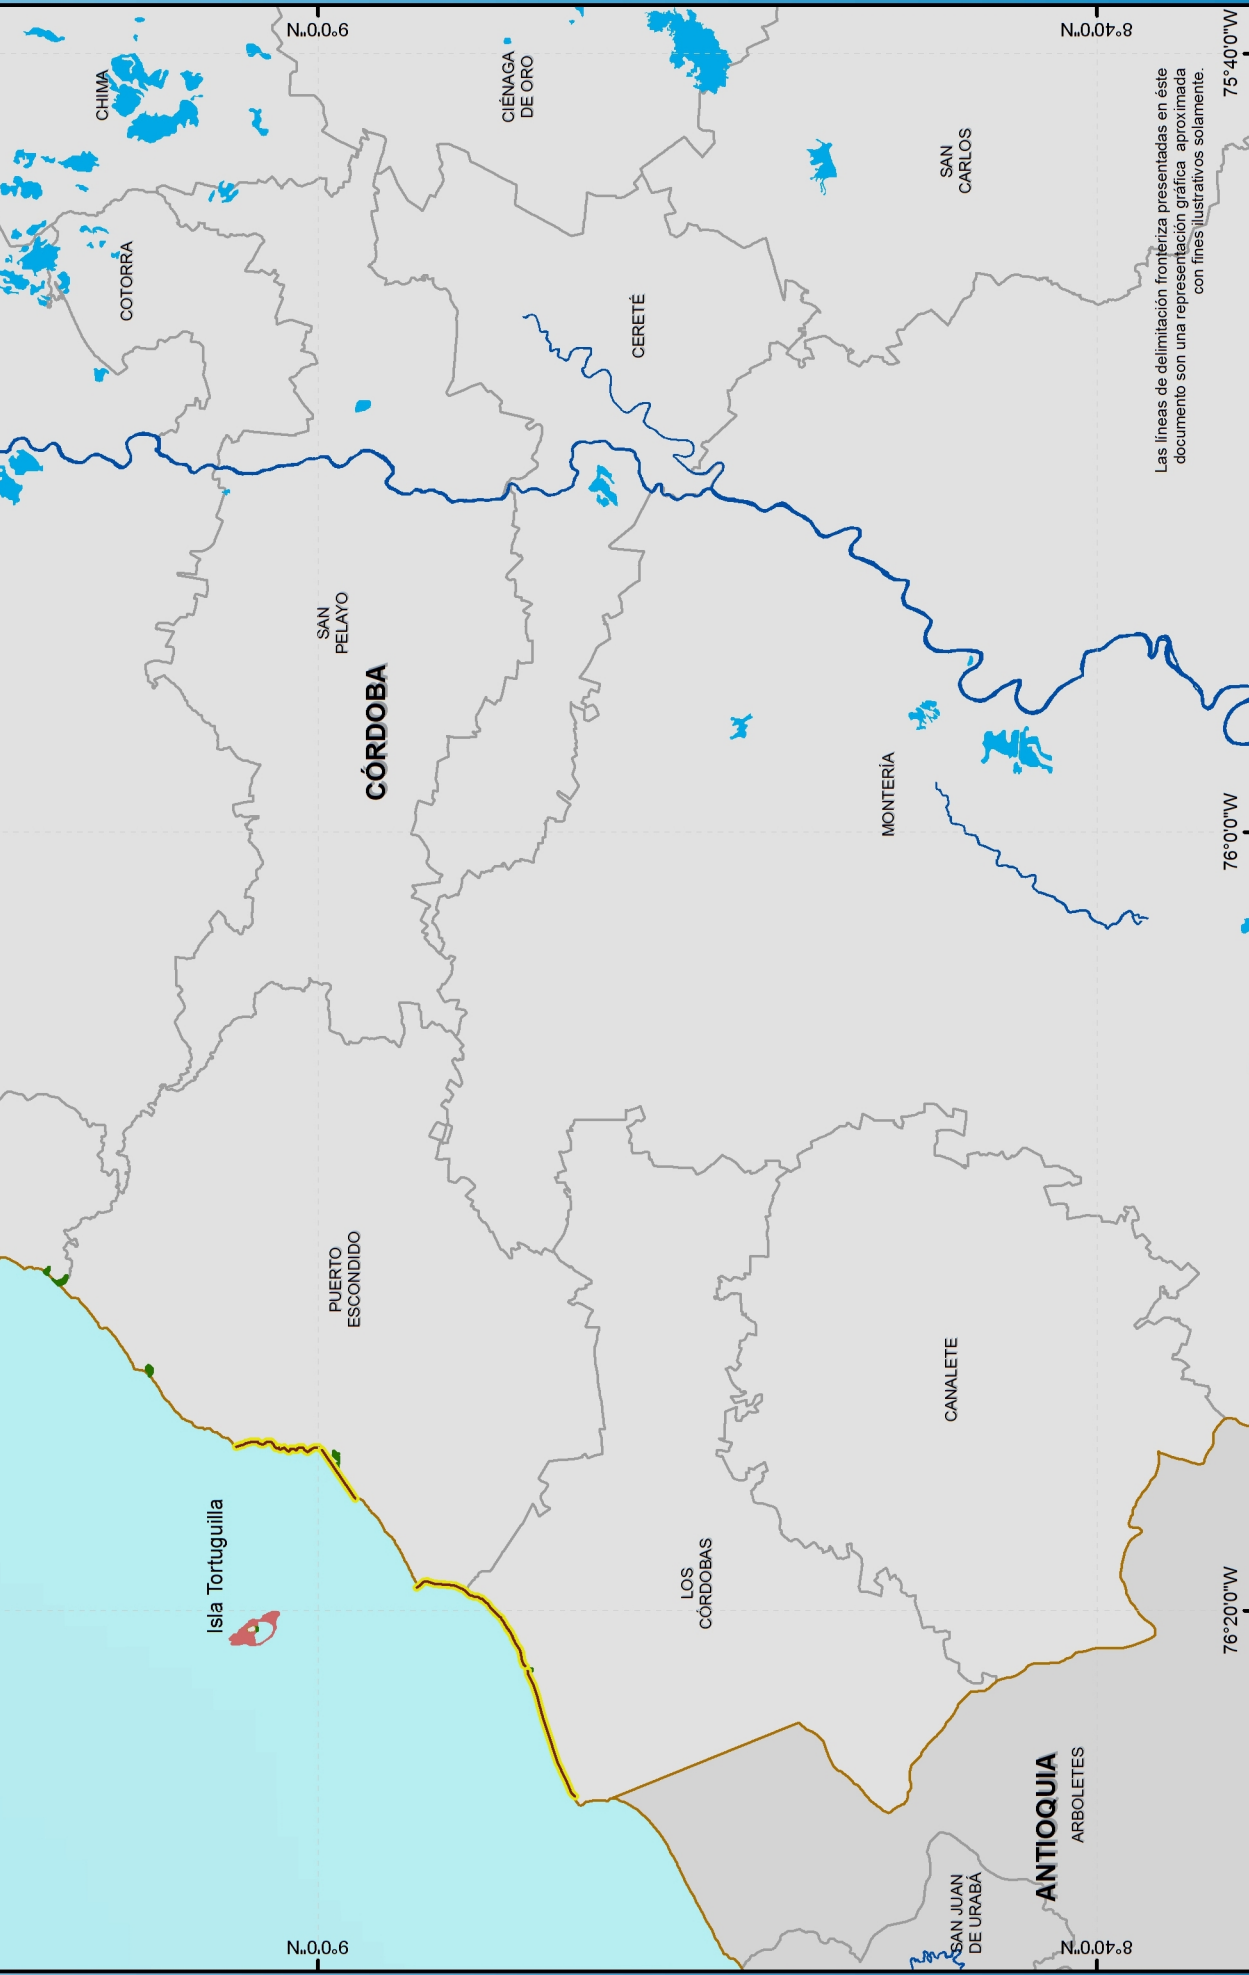 9°0'0"N
8°40'0"N
75°40'0"W
CHIMA
CIÉNAGA
DE ORO
SAN
CARLOS
Las líneas de delimitación fronteriza presentadas en éste
documento son una representación gráfica aproximada
con fines ilustrativos solamente.
COTORRA
CERETÉ
SAN
PELAYO
CÓRDOBA
MONTERÍA
76°0'0"W
PUERTO
ESCONDIDO
CANALETE
Isla Tortuguilla
LOS
CÓRDOBAS
76°20'0"W
ANTIOQUIA
ARBOLETES
SAN JUAN
DE URABÁ
9°0'0"N
8°40'0"N